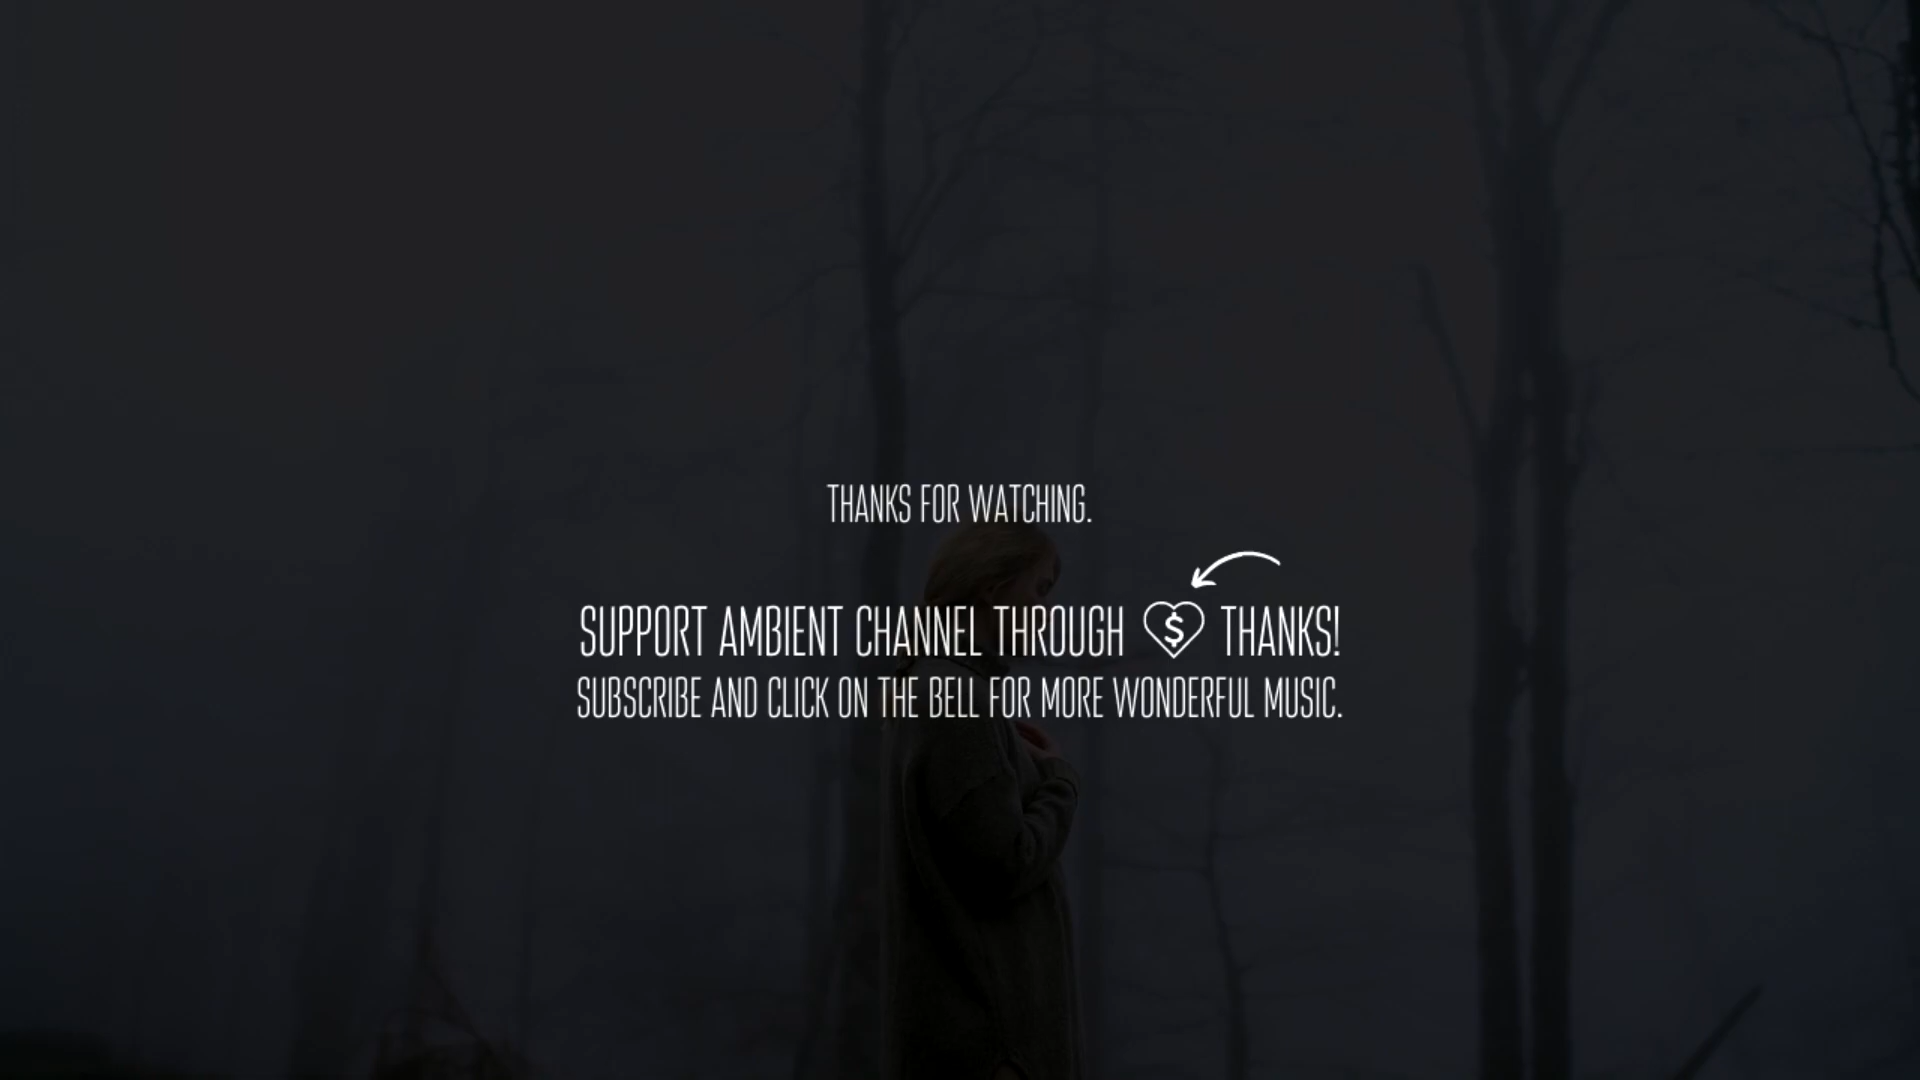 THANKS FOR WATCHING.
SUPPORT AMBIENT CHANNEL THROUGH $ THANKS!
SUBSCRIBE AND CLICK ON THE BELL FOR MORE WONDERFUL MUSIC.